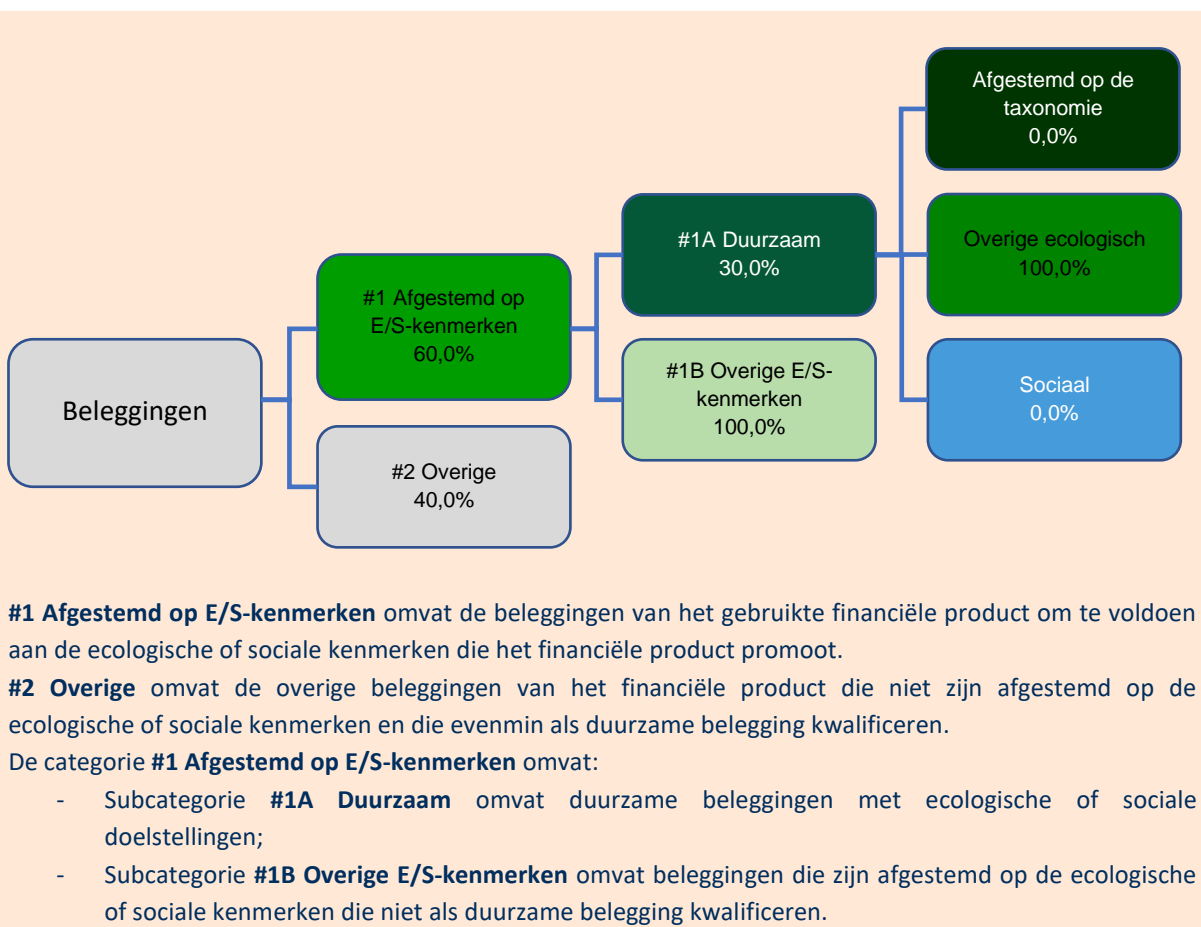 Afgestemd op de
taxonomie
0,0%
#1A Duurzaam
30,0%
Overige ecologisch
100,0%
#1 Afgestemd op
E/S-kenmerken
60,0%
#1B Overige E/S-
kenmerken
100,0%
Sociaal
0,0%
Beleggingen
#2 Overige
40,0%
#1 Afgestemd op E/S-kenmerken omvat de beleggingen van het gebruikte financiële product om te voldoen
aan de ecologische of sociale kenmerken die het financiële product promoot.
#2 Overige omvat de overige beleggingen van het financiële product die niet zijn afgestemd op de
ecologische of sociale kenmerken en die evenmin als duurzame belegging kwalificeren.
De categorie #1 Afgestemd op E/S-kenmerken omvat:
- Subcategorie #1A Duurzaam omvat duurzame beleggingen met ecologische of sociale
doelstellingen;
- Subcategorie #1B Overige E/S-kenmerken omvat beleggingen die zijn afgestemd op de ecologische
of sociale kenmerken die niet als duurzame belegging kwalificeren.